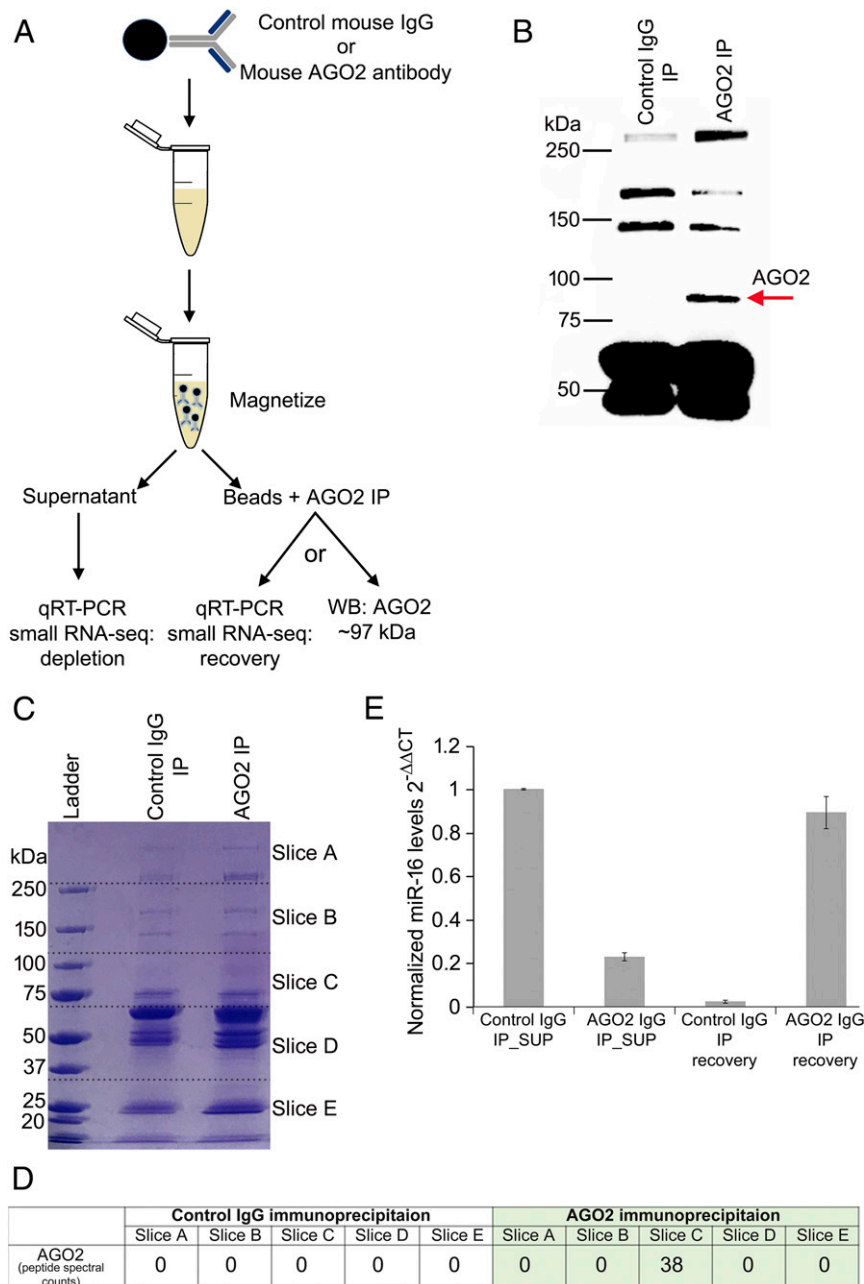 A
Control mouse IgG
or
Mouse AGO2 antibody
Magnetize
Supernatant
Beads + AGO2 IP
or
qRT-PCR
small RNA-seq:
depletion
qRT-PCR
small RNA-seq:
recovery
WB: AGO2
~97 kDa
B
Control IgG
IP
AGO2 IP
kDa
250
150
100
75
50
AGO2
C
Ladder
Control IgG
IP
AGO2 IP
kDa
250
150
100
75
50
37
25
20
Slice A
Slice B
Slice C
Slice D
Slice E
E
Normalized miR-16 levels 2^-ΔΔCT
1.2
1
0.8
0.6
0.4
0.2
0
Control IgG
IP_SUP
AGO2 IgG
IP_SUP
Control IgG
IP
recovery
AGO2 IgG
IP
recovery
D
Control IgG immunoprecipitaion
AGO2 immunoprecipitaion
Slice A Slice B Slice C Slice D Slice E Slice A Slice B Slice C Slice D Slice E
AGO2
(peptide spectral
counts)
0 0 0 0 0 0 0 38 0 0